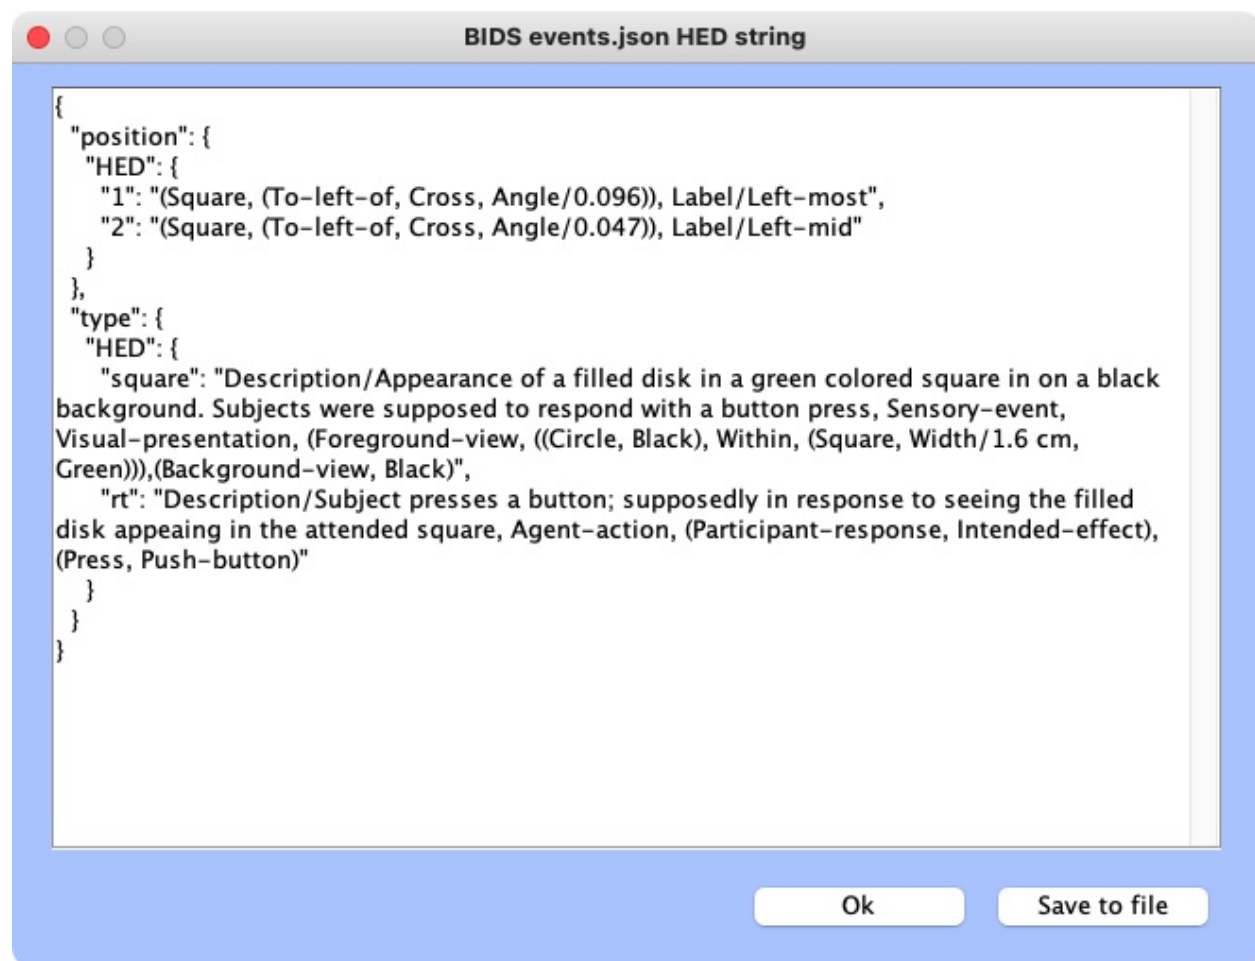 BIDS events.json HED string
{
  "position": {
    "HED": {
      "1": "(Square, (To-left-of, Cross, Angle/0.096)), Label/Left-most",
      "2": "(Square, (To-left-of, Cross, Angle/0.047)), Label/Left-mid"
    }
  },
  "type": {
    "HED": {
      "square": "Description/Appearance of a filled disk in a green colored square in on a black
background. Subjects were supposed to respond with a button press, Sensory-event,
Visual-presentation, (Foreground-view, ((Circle, Black), Within, (Square, Width/1.6 cm,
Green))),(Background-view, Black)",
      "rt": "Description/Subject presses a button; supposedly in response to seeing the filled
disk appeaing in the attended square, Agent-action, (Participant-response, Intended-effect),
(Press, Push-button)"
    }
  }
}
Ok
Save to file